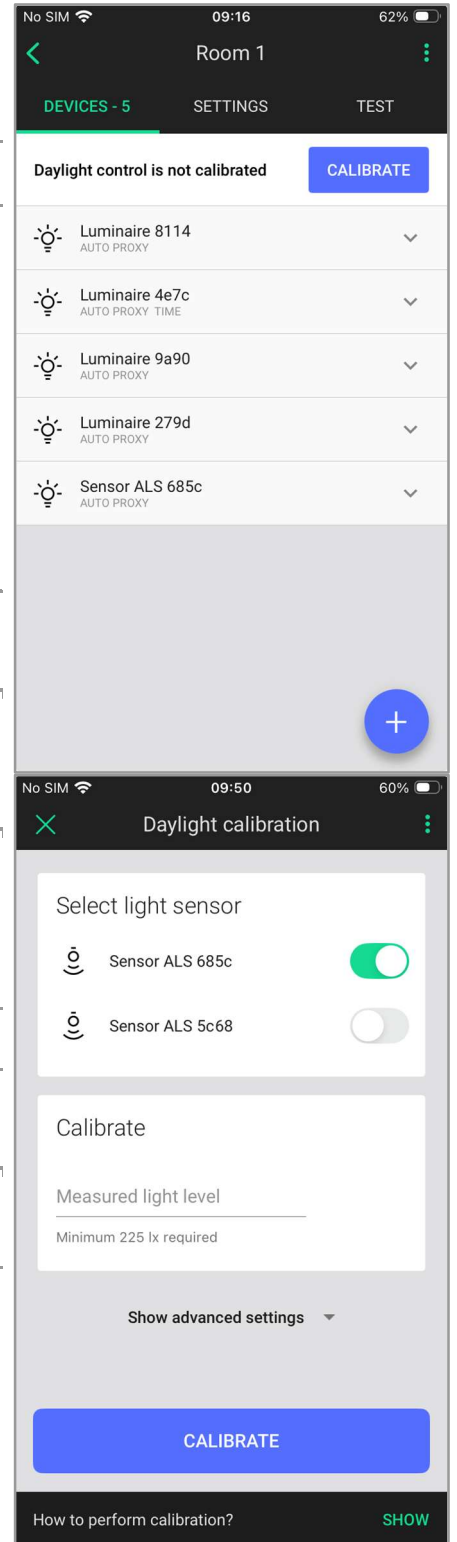 No SIM 09:16 62%
Room 1
DEVICES - 5 SETTINGS TEST
Daylight control is not calibrated CALIBRATE
Luminaire 8114
AUTO PROXY
Luminaire 4e7c
AUTO PROXY TIME
Luminaire 9a90
AUTO PROXY
Luminaire 279d
AUTO PROXY
Sensor ALS 685c
AUTO PROXY
+
No SIM 09:50 60%
Daylight calibration
Select light sensor
Sensor ALS 685c
Sensor ALS 5c68
Calibrate
Measured light level
Minimum 225 lx required
Show advanced settings
CALIBRATE
How to perform calibration? SHOW